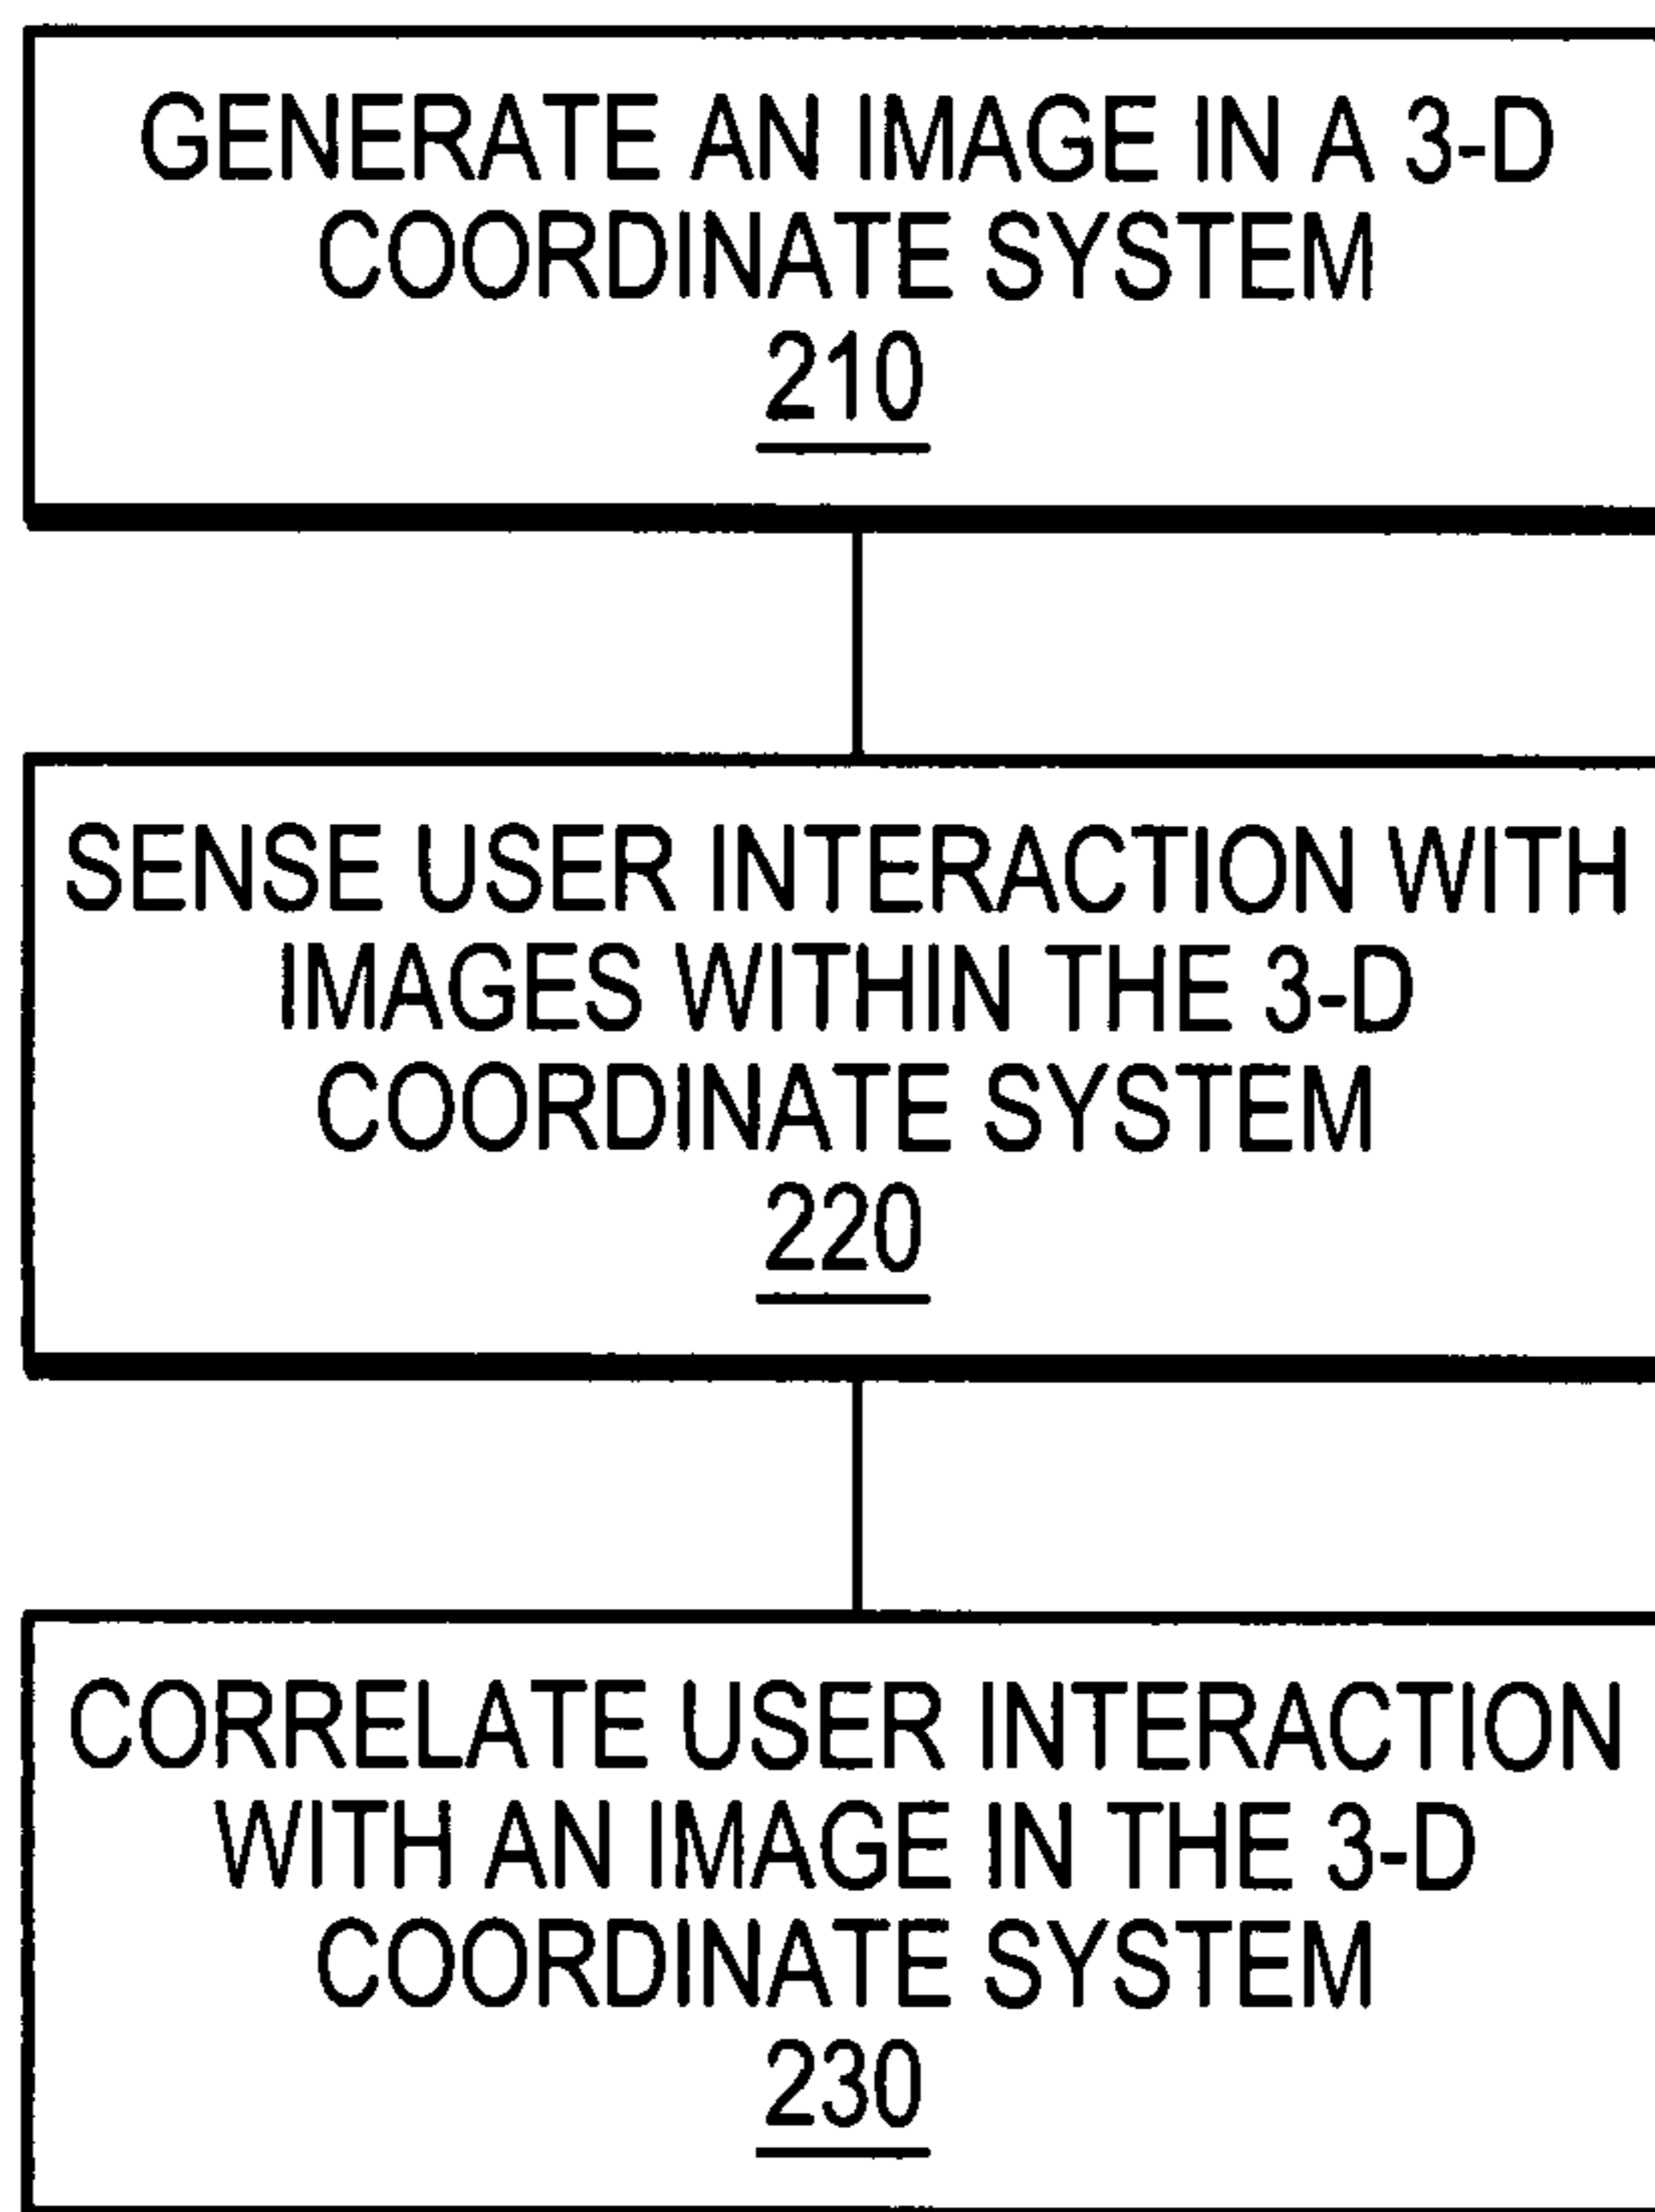 GENERATE AN IMAGE IN A 3-D
COORDINATE SYSTEM
210
SENSE USER INTERACTION WITH
IMAGES WITHIN THE 3-D
COORDINATE SYSTEM
220
CORRELATE USER INTERACTION
WITH AN IMAGE IN THE 3-D
COORDINATE SYSTEM
230